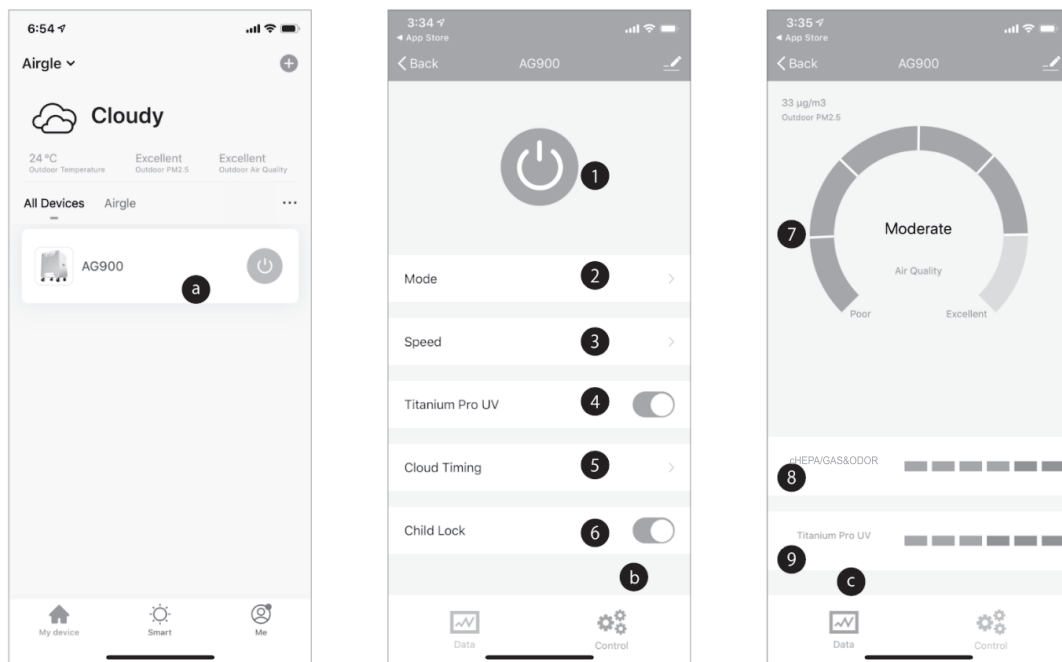 6:54
Airgle
Cloudy
24 °C
Outdoor Temperature
Excellent
Outdoor PM2.5
Excellent
Outdoor Air Quality
All Devices
Airgle
...
AG900
a
My device
Smart
Me
3:34
App Store
Back
AG900
1
Mode
2
Speed
3
Titanium Pro UV
4
Cloud Timing
5
Child Lock
6
b
Data
Control
3:35
App Store
Back
AG900
33 µg/m3
Outdoor PM2.5
7
Moderate
Air Quality
Poor
Excellent
cHEPA/GAS&ODOR
8
Titanium Pro UV
9
c
Data
Control